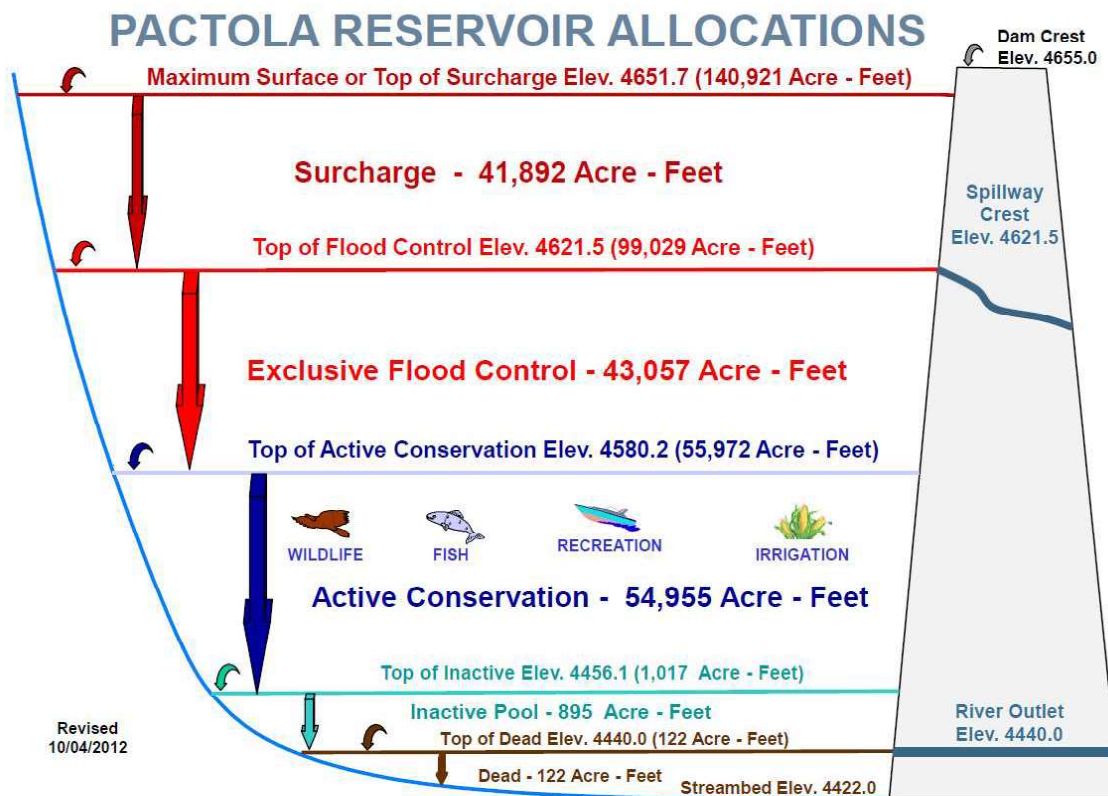 PACTOLA RESERVOIR ALLOCATIONS
Dam Crest
Elev. 4655.0
Maximum Surface or Top of Surcharge Elev. 4651.7 (140,921 Acre - Feet)
Surcharge - 41,892 Acre - Feet
Spillway
Crest
Elev. 4621.5
Top of Flood Control Elev. 4621.5 (99,029 Acre - Feet)
Exclusive Flood Control - 43,057 Acre - Feet
Top of Active Conservation Elev. 4580.2 (55,972 Acre - Feet)
WILDLIFE
FISH
RECREATION
IRRIGATION
Active Conservation - 54,955 Acre - Feet
Top of Inactive Elev. 4456.1 (1,017 Acre - Feet)
Inactive Pool - 895 Acre - Feet
River Outlet
Elev. 4440.0
Revised
10/04/2012
Top of Dead Elev. 4440.0 (122 Acre - Feet)
Dead - 122 Acre - Feet
Streambed Elev. 4422.0